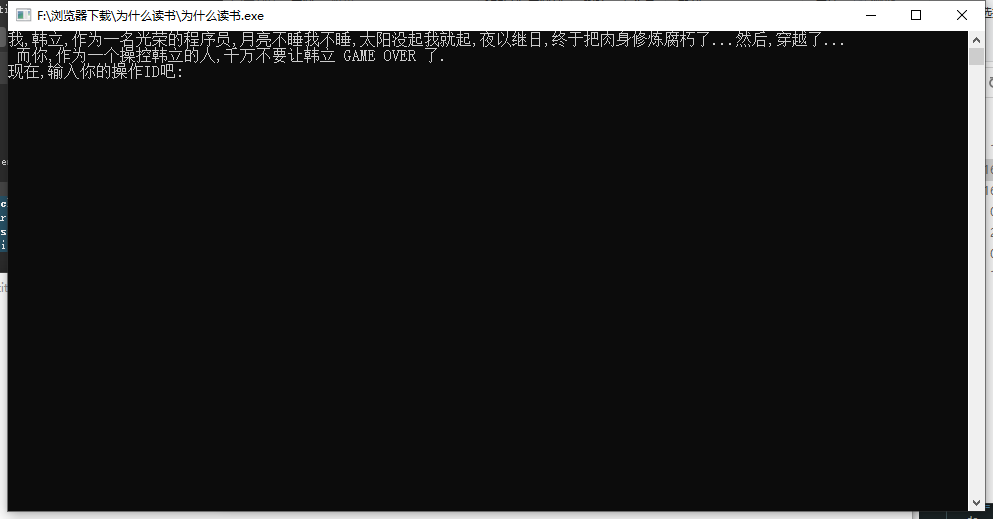 F:\浏览器下载\为什么读书\为什么读书.exe
我,韩立,作为一名光荣的程序员,月亮不睡我不睡,太阳没起我就起,夜以继日,终于把肉身修炼腐朽了...然后,穿越了...
而你,作为一个操控韩立的人,千万不要让韩立 GAME OVER 了.
现在,输入你的操作ID吧: